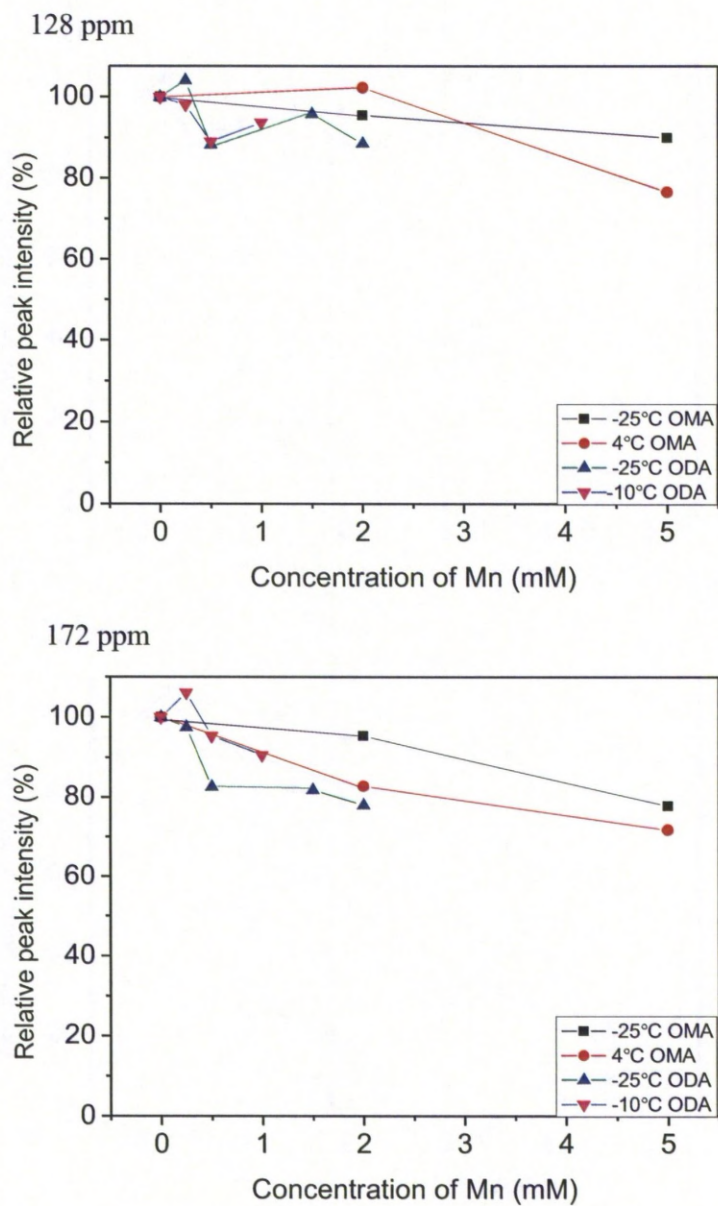 128 ppm
Relative peak intensity (%)
100
80
60
40
20
0
-25°C OMA
4°C OMA
-25°C ODA
-10°C ODA
0 1 2 3 4 5
Concentration of Mn (mM)
172 ppm
Relative peak intensity (%)
100
80
60
40
20
0
-25°C OMA
4°C OMA
-25°C ODA
-10°C ODA
0 1 2 3 4 5
Concentration of Mn (mM)